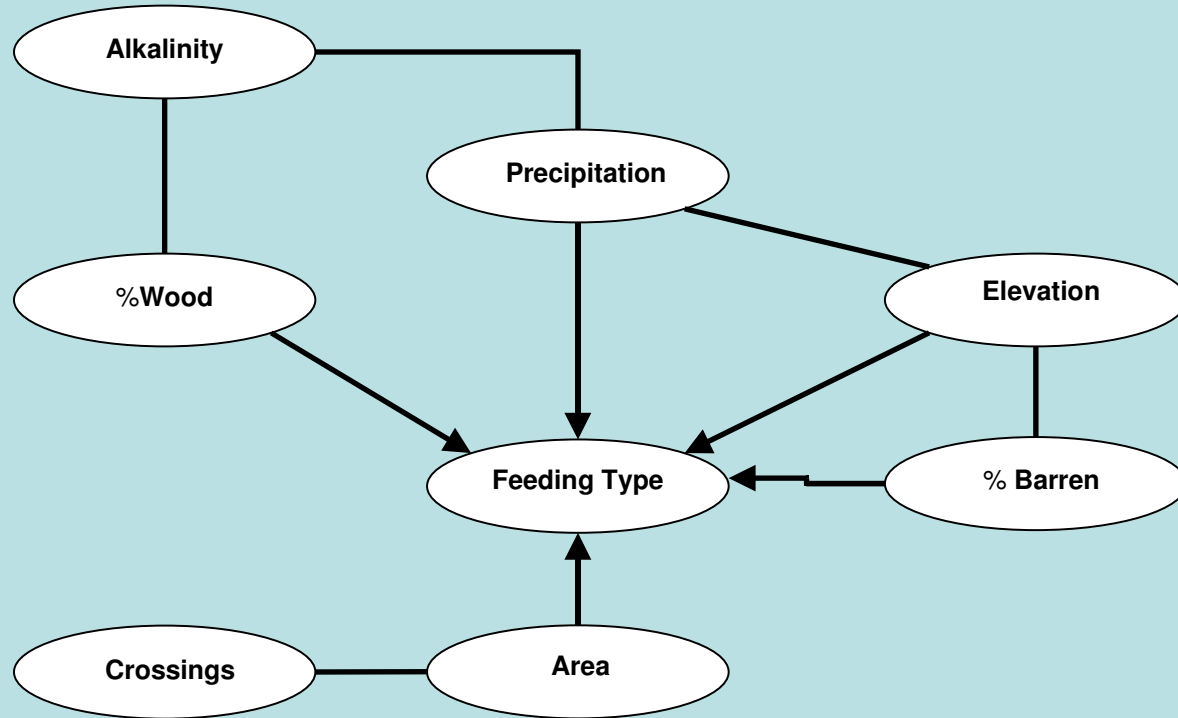 Alkalinity
Precipitation
%Wood
Elevation
Feeding Type
% Barren
Crossings
Area